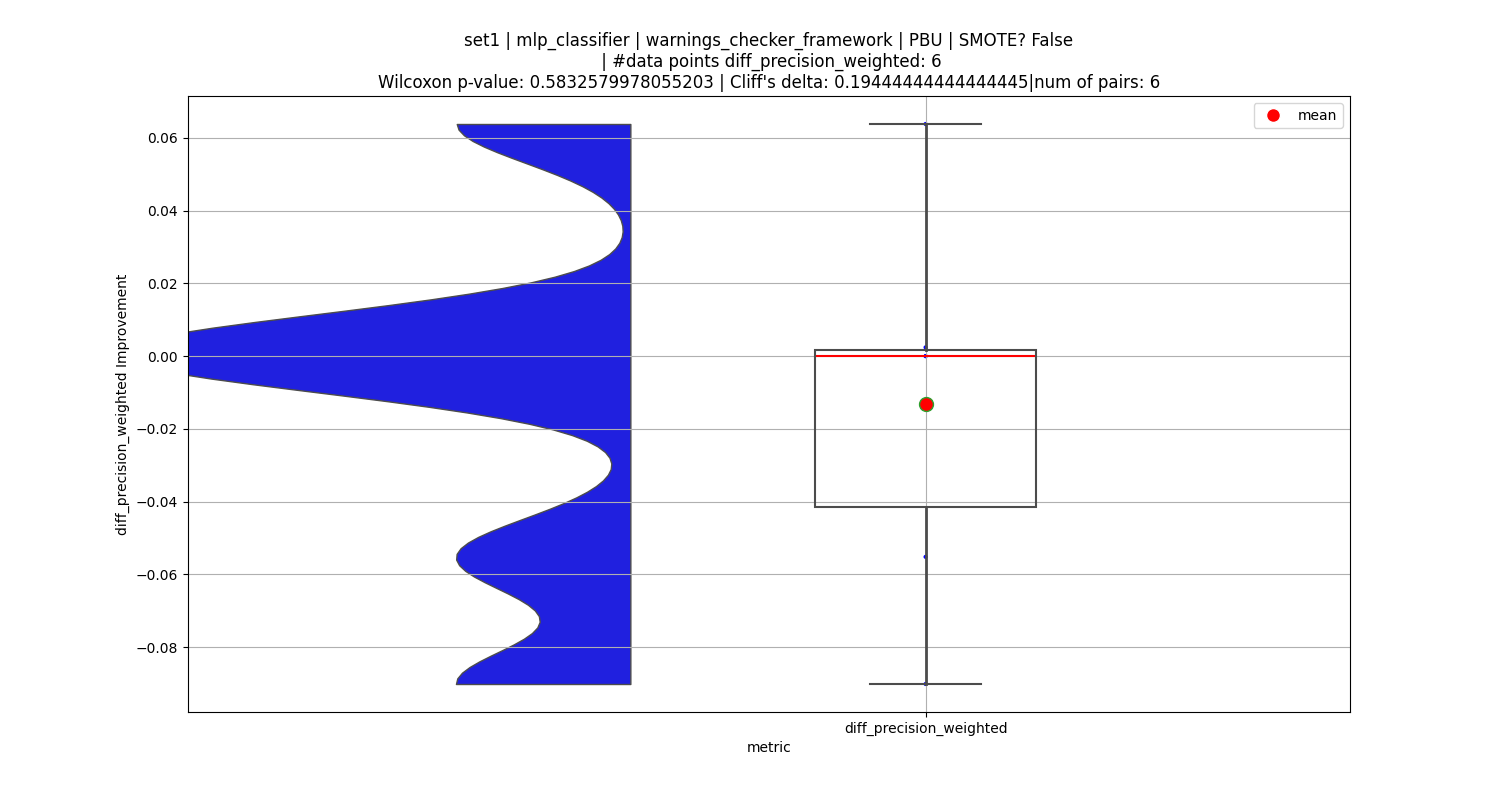 set1 | mlp_classifier | warnings_checker_framework | PBU | SMOTE? False
| #data points diff_precision_weighted: 6
Wilcoxon p-value: 0.5832579978055203 | Cliff's delta: 0.19444444444444445|num of pairs: 6
mean
0.06
0.04
0.02
0.00
−0.02
−0.04
−0.06
−0.08
diff_precision_weighted Improvement
diff_precision_weighted
metric